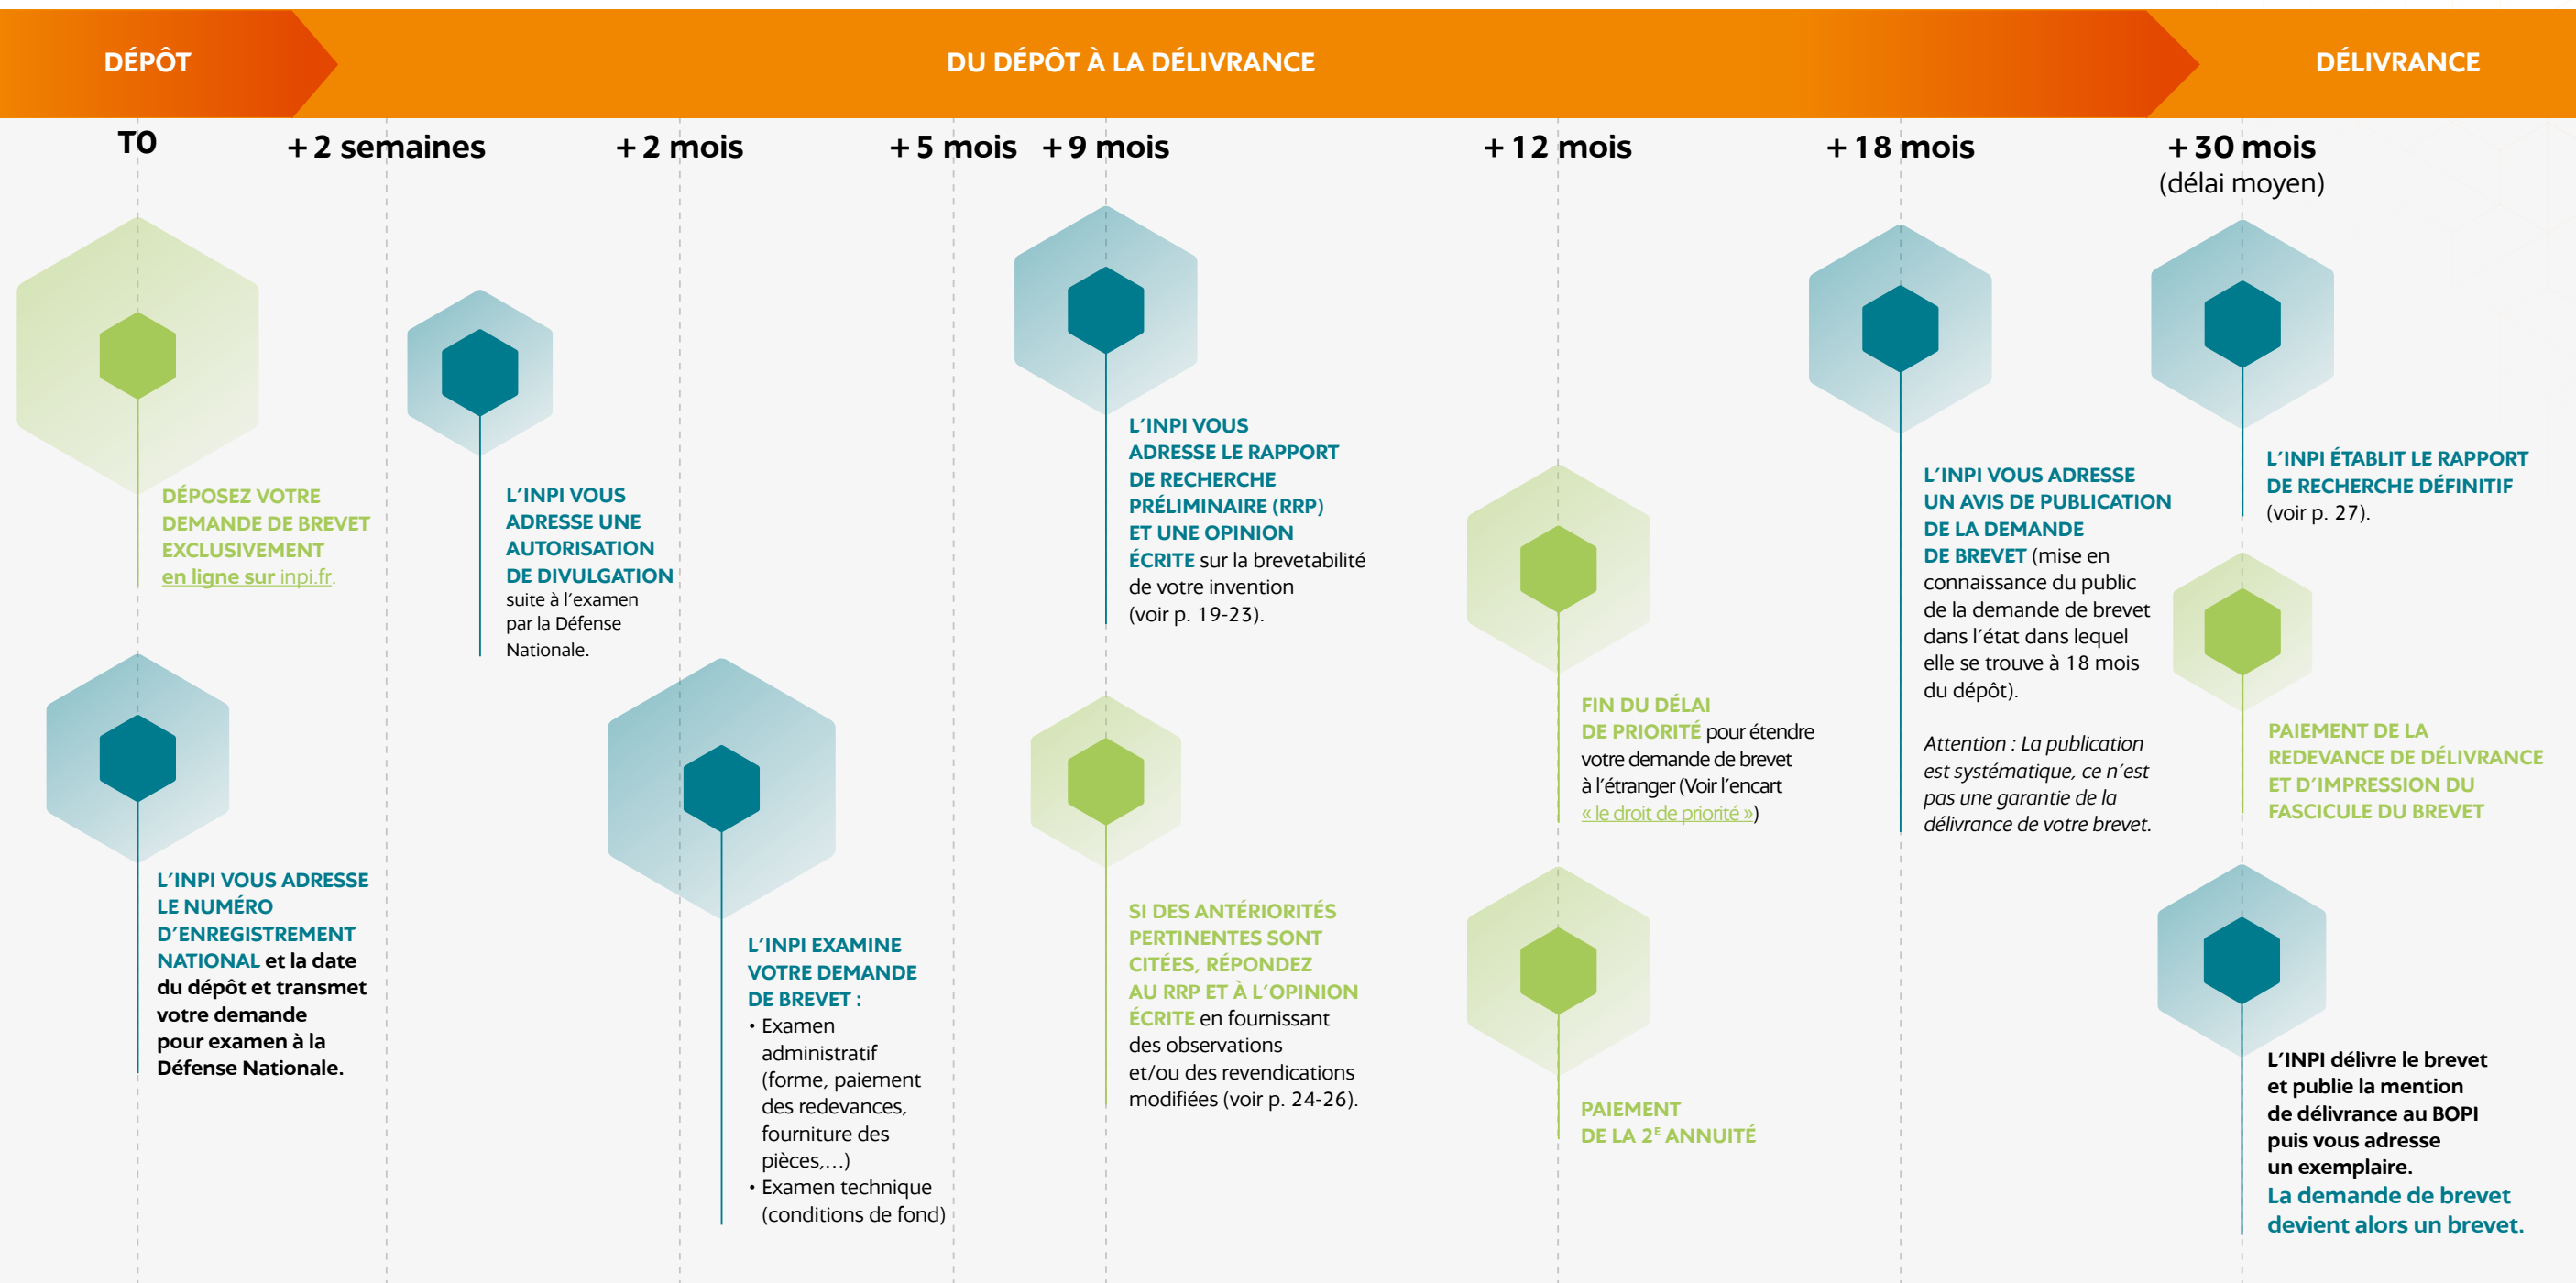 DÉPÔT
DU DÉPÔT À LA DÉLIVRANCE
DÉLIVRANCE
T0
+ 2 semaines
+ 2 mois
+ 5 mois
+ 9 mois
+ 12 mois
+ 18 mois
+ 30 mois
(délai moyen)
DÉPOSEZ VOTRE
DEMANDE DE BREVET
EXCLUSIVEMENT
en ligne sur inpi.fr.
L’INPI VOUS ADRESSE
LE NUMÉRO
D’ENREGISTREMENT
NATIONAL et la date
du dépôt et transmet
votre demande
pour examen à la
Défense Nationale.
L’INPI VOUS
ADRESSE UNE
AUTORISATION
DE DIVULGATION
suite à l’examen
par la Défense
Nationale.
L’INPI EXAMINE
VOTRE DEMANDE
DE BREVET :
• Examen
administratif
(forme, paiement
des redevances,
fourniture des
pièces,…)
• Examen technique
(conditions de fond)
L’INPI VOUS
ADRESSE LE RAPPORT
DE RECHERCHE
PRÉLIMINAIRE (RRP)
ET UNE OPINION
ÉCRITE sur la brevetabilité
de votre invention
(voir p. 19-23).
SI DES ANTÉRIORITÉS
PERTINENTES SONT
CITÉES, RÉPONDEZ
AU RRP ET À L’OPINION
ÉCRITE en fournissant
des observations
et/ou des revendications
modifiées (voir p. 24-26).
FIN DU DÉLAI
DE PRIORITÉ pour étendre
votre demande de brevet
à l’étranger (Voir l’encart
« le droit de priorité »)
PAIEMENT
DE LA 2E ANNUITÉ
L’INPI VOUS ADRESSE
UN AVIS DE PUBLICATION
DE LA DEMANDE
DE BREVET (mise en
connaissance du public
de la demande de brevet
dans l’état dans lequel
elle se trouve à 18 mois
du dépôt).
Attention : La publication
est systématique, ce n’est
pas une garantie de la
délivrance de votre brevet.
L’INPI ÉTABLIT LE RAPPORT
DE RECHERCHE DÉFINITIF
(voir p. 27).
PAIEMENT DE LA
REDEVANCE DE DÉLIVRANCE
ET D’IMPRESSION DU
FASCICULE DU BREVET
L’INPI délivre le brevet
et publie la mention
de délivrance au BOPI
puis vous adresse
un exemplaire.
La demande de brevet
devient alors un brevet.